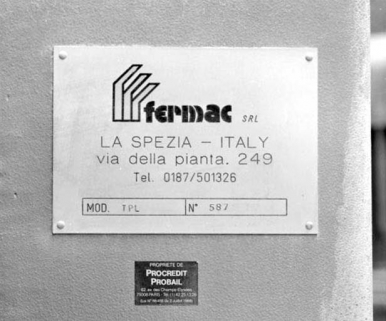 fermac SRL
LA SPEZIA - ITALY
via della pianta. 249
Tel. 0187/501326
MOD. TPL N° 587
PROPRIETE DE
PROCREDIT
PROBAIL